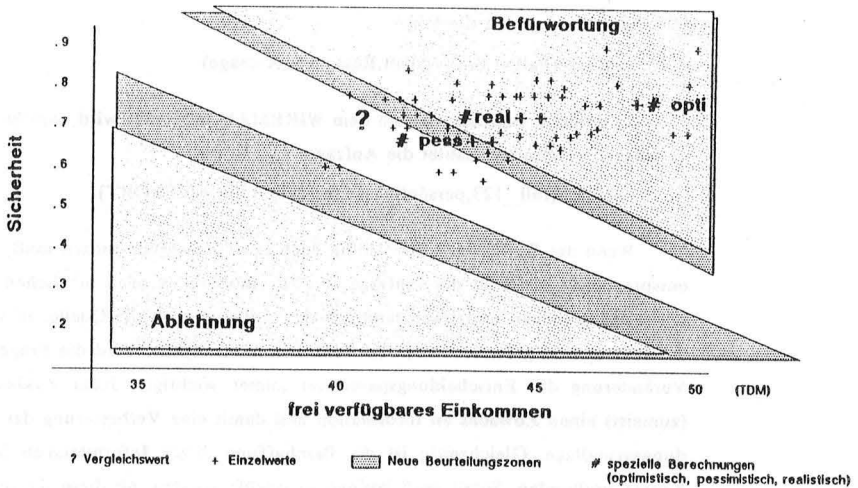 Befürwortung
Sicherheit
.9
.8
.7
.6
.5
.4
.3
.2
?
# real
# opti
# pess
Ablehnung
35
40
45
50
(TDM)
frei verfügbares Einkommen
? Vergleichswert
+ Einzelwerte
Neue Beurteilungszonen
# spezielle Berechnungen
(optimistisch, pessimistisch, realistisch)